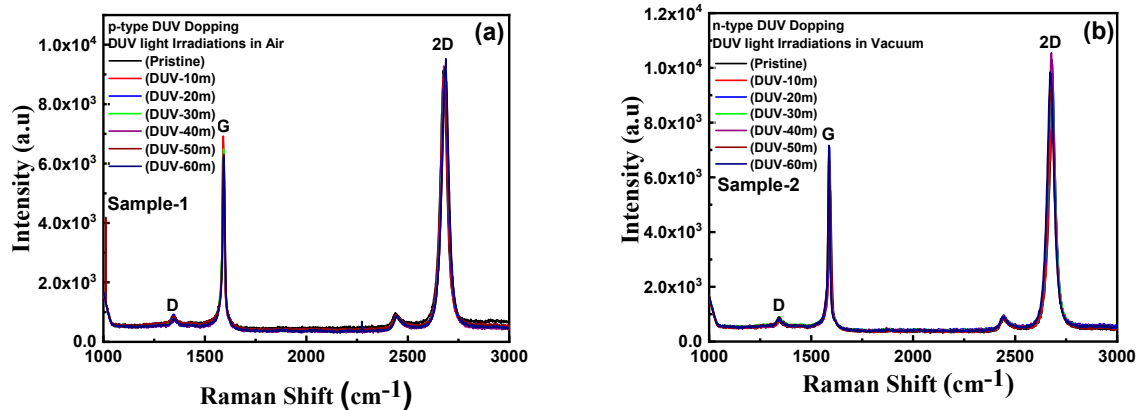 p-type DUV Dopping
DUV light Irradiations in Air
(a)
2D
(Pristine)
(DUV-10m)
(DUV-20m)
(DUV-30m)
(DUV-40m)
(DUV-50m)
(DUV-60m)
G
Sample-1
D
1.0x10⁴
8.0x10³
6.0x10³
4.0x10³
2.0x10³
0.0
Intensity (a.u)
1000 1500 2000 2500 3000
Raman Shift (cm-1)
n-type DUV Dopping
DUV light Irradiations in Vacuum
(b)
2D
(Pristine)
(DUV-10m)
(DUV-20m)
(DUV-30m)
(DUV-40m)
(DUV-50m)
(DUV-60m)
G
Sample-2
D
1.2x10⁴
1.0x10⁴
8.0x10³
6.0x10³
4.0x10³
2.0x10³
0.0
Intensity (a.u)
1000 1500 2000 2500 3000
Raman Shift (cm-1)